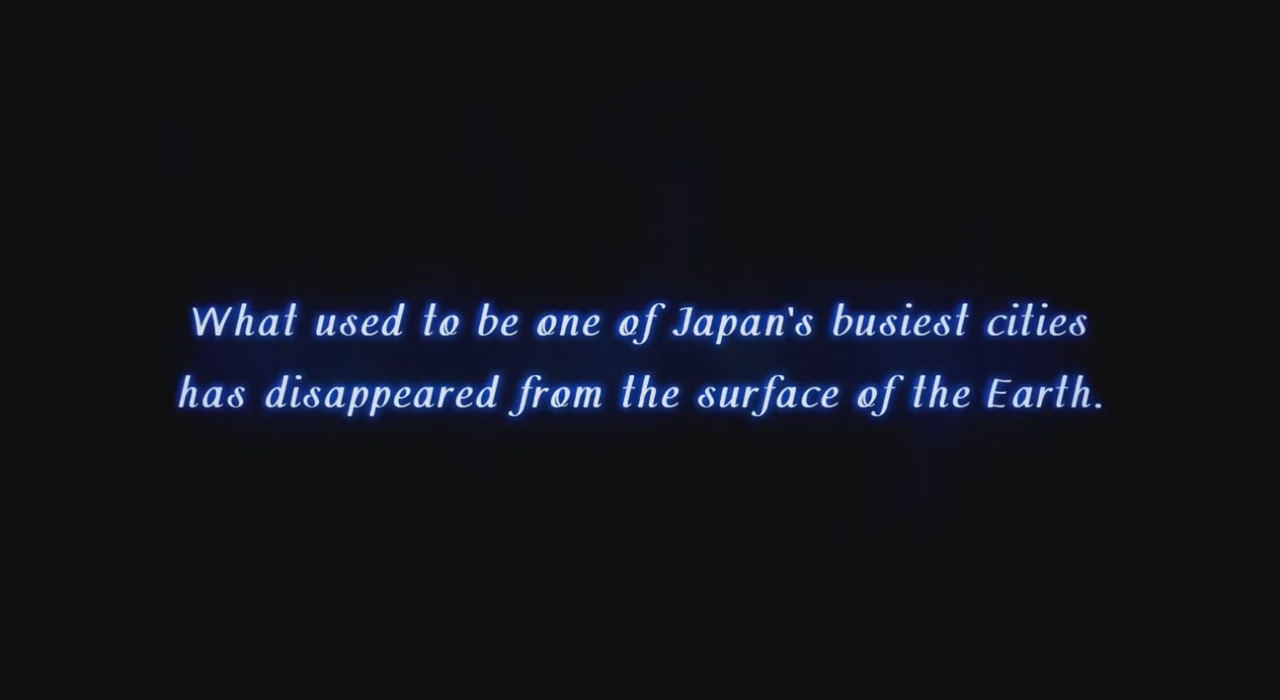 What used to be one of Japan's busiest cities
has disappeared from the surface of the Earth.